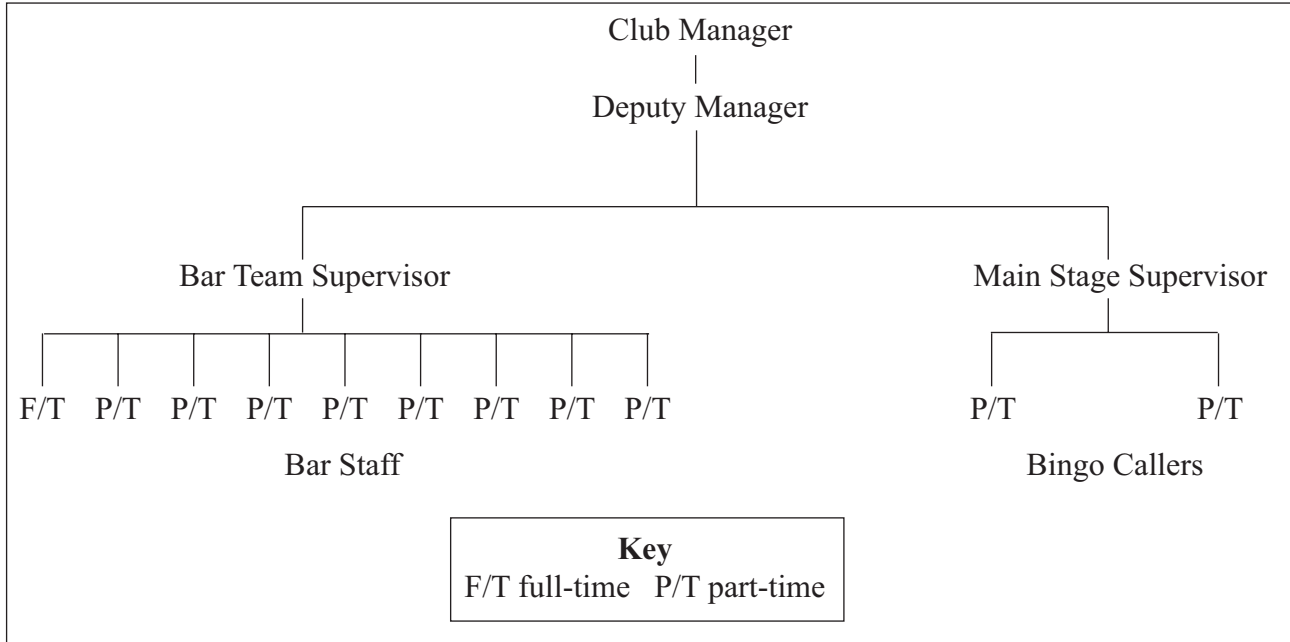 Club Manager
Deputy Manager
Bar Team Supervisor Main Stage Supervisor
F/T P/T P/T P/T P/T P/T P/T P/T P/T P/T P/T
Bar Staff Bingo Callers
Key
F/T full-time P/T part-time